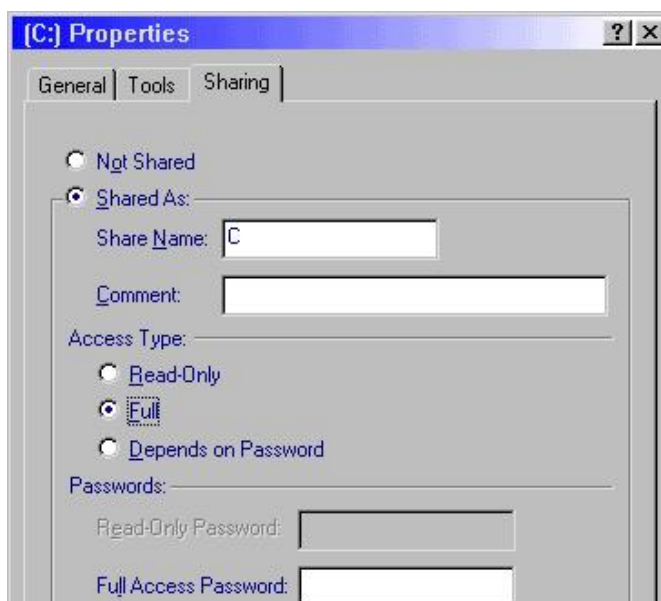 (C:) Properties
General Tools Sharing
Not Shared
Shared As:
Share Name: C
Comment:
Access Type:
Read-Only
Full
Depends on Password
Passwords:
Read-Only Password:
Full Access Password: